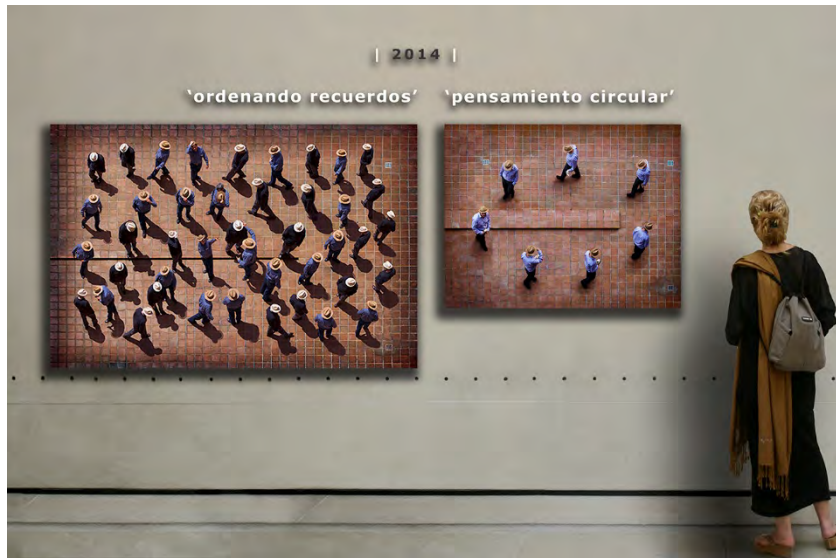 | 2014 |
‘ordenando recuerdos’ ‘pensamiento circular’